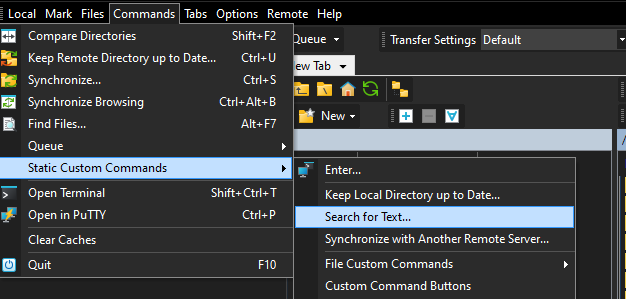 Local Mark Files Commands Tabs Options Remote Help
Compare Directories Shift+F2
Keep Remote Directory up to Date... Ctrl+U
Synchronize... Ctrl+S
Synchronize Browsing Ctrl+Alt+B
Find Files... Alt+F7
Queue
Static Custom Commands
Open Terminal Shift+Ctrl+T
Open in PuTTY Ctrl+P
Clear Caches
Quit F10
Queue
Transfer Settings Default
ew Tab
New
Enter...
Keep Local Directory up to Date...
Search for Text...
Synchronize with Another Remote Server...
File Custom Commands
Custom Command Buttons
/